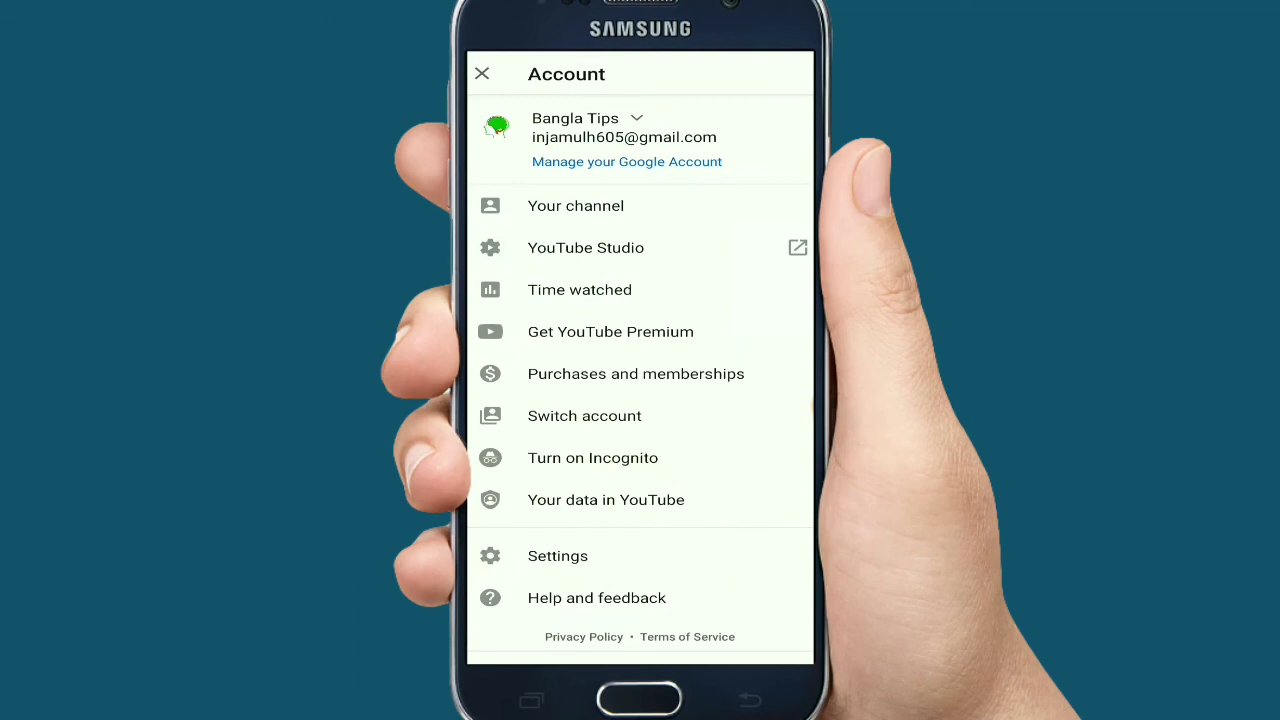 SAMSUNG
Account
Bangla Tips
injamulh605@gmail.com
Manage your Google Account
Your channel
YouTube Studio
Time watched
Get YouTube Premium
Purchases and memberships
Switch account
Turn on Incognito
Your data in YouTube
Settings
Help and feedback
Privacy Policy • Terms of Service